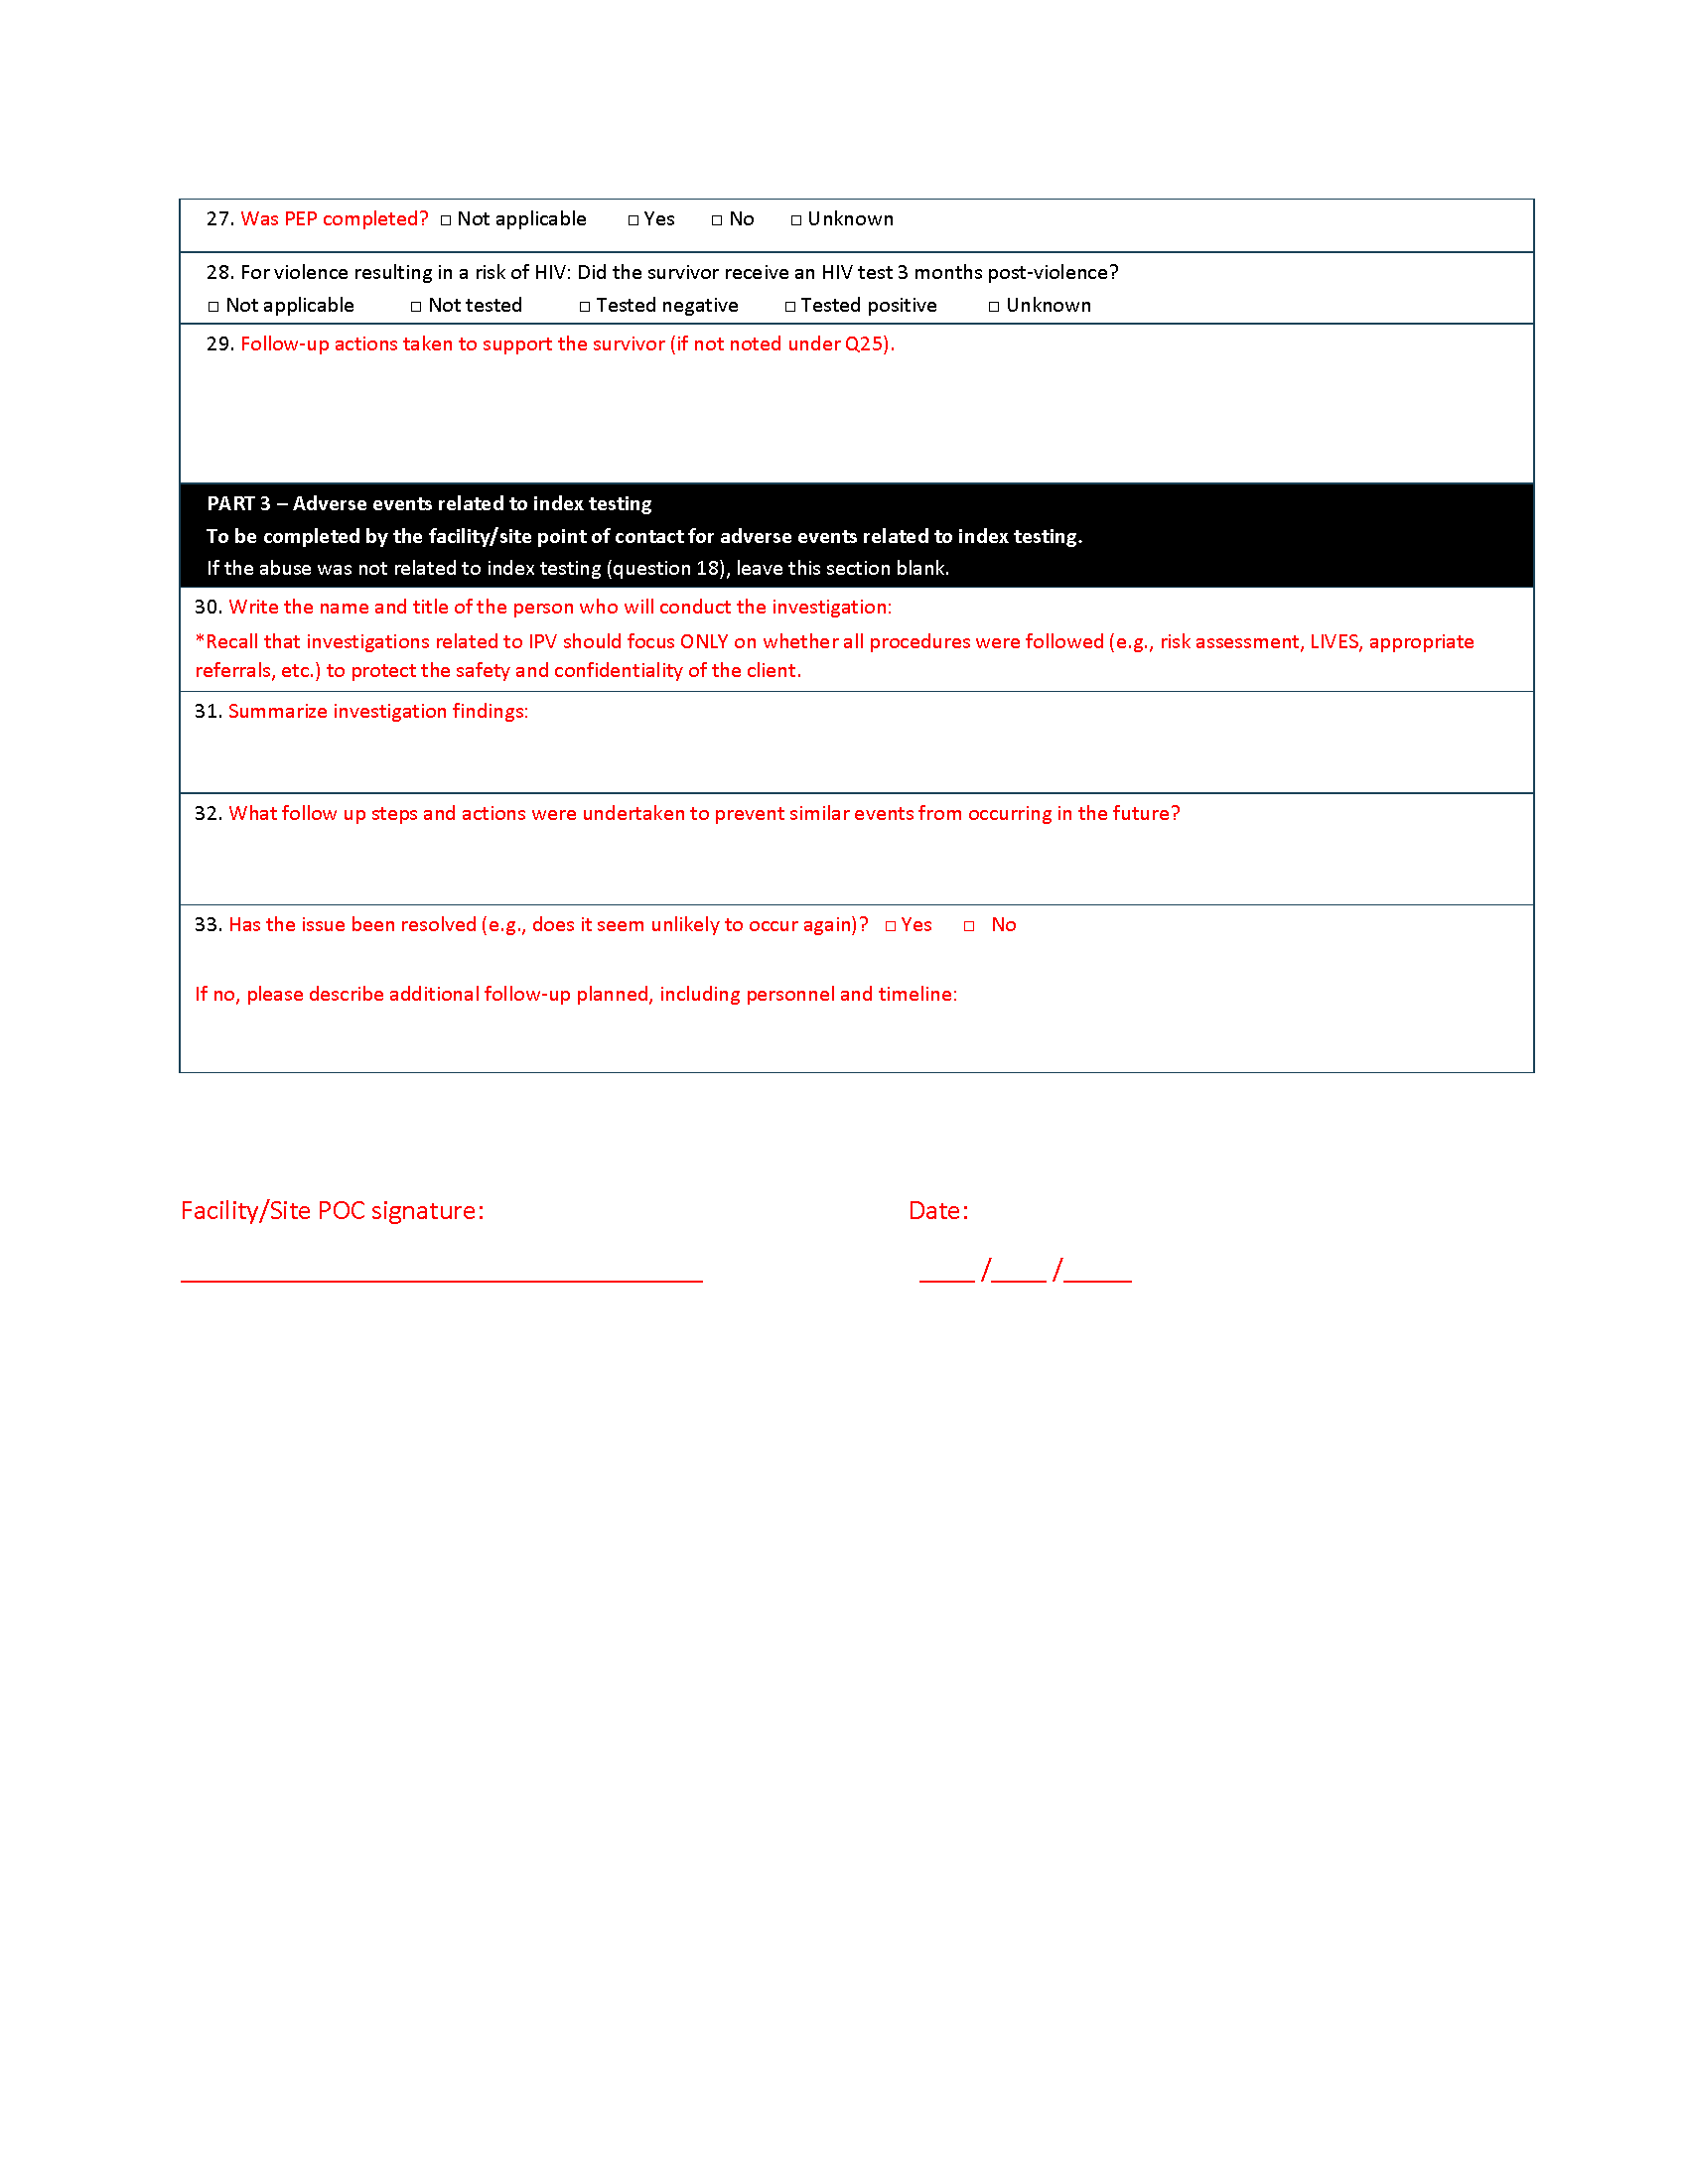 27. Was PEP completed? □ Not applicable □ Yes □ No □ Unknown
28. For violence resulting in a risk of HIV: Did the survivor receive an HIV test 3 months post-violence?
□ Not applicable □ Not tested □ Tested negative □ Tested positive □ Unknown
29. Follow-up actions taken to support the survivor (if not noted under Q25).
PART 3 – Adverse events related to index testing
To be completed by the facility/site point of contact for adverse events related to index testing.
If the abuse was not related to index testing (question 18), leave this section blank.
30. Write the name and title of the person who will conduct the investigation:
*Recall that investigations related to IPV should focus ONLY on whether all procedures were followed (e.g., risk assessment, LIVES, appropriate
referrals, etc.) to protect the safety and confidentiality of the client.
31. Summarize investigation findings:
32. What follow up steps and actions were undertaken to prevent similar events from occurring in the future?
33. Has the issue been resolved (e.g., does it seem unlikely to occur again)? □ Yes □ No
If no, please describe additional follow-up planned, including personnel and timeline:
Facility/Site POC signature: Date:
______________________________________ ____ /____ /_____